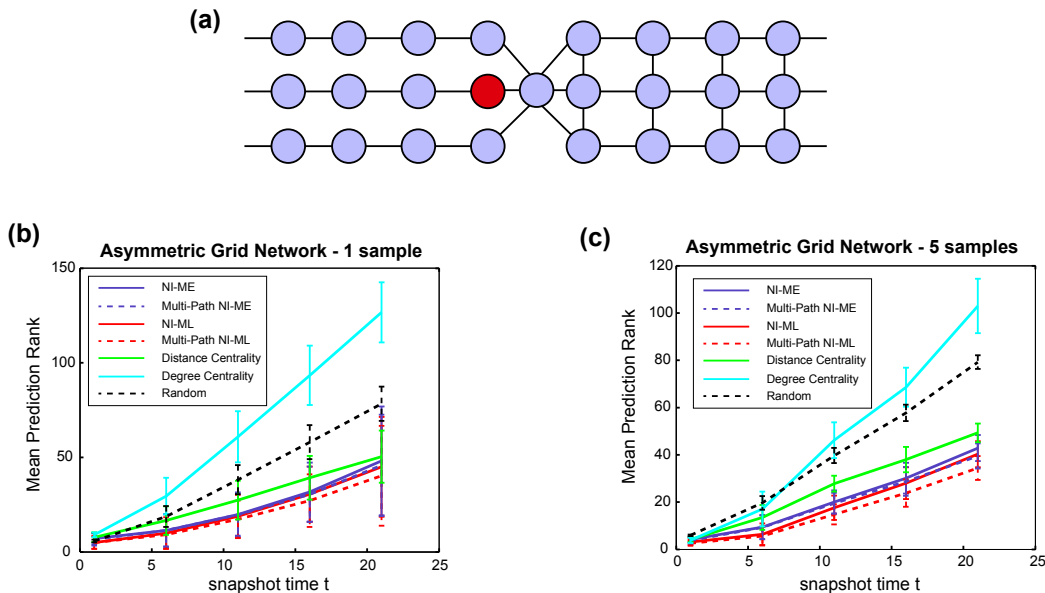 (a)
(b)
Asymmetric Grid Network - 1 sample
Mean Prediction Rank
150
100
50
0
NI-ME
Multi-Path NI-ME
NI-ML
Multi-Path NI-ML
Distance Centrality
Degree Centrality
Random
0 5 10 15 20 25
snapshot time t
(c)
Asymmetric Grid Network - 5 samples
Mean Prediction Rank
120
100
80
60
40
20
0
NI-ME
Multi-Path NI-ME
NI-ML
Multi-Path NI-ML
Distance Centrality
Degree Centrality
Random
0 5 10 15 20 25
snapshot time t